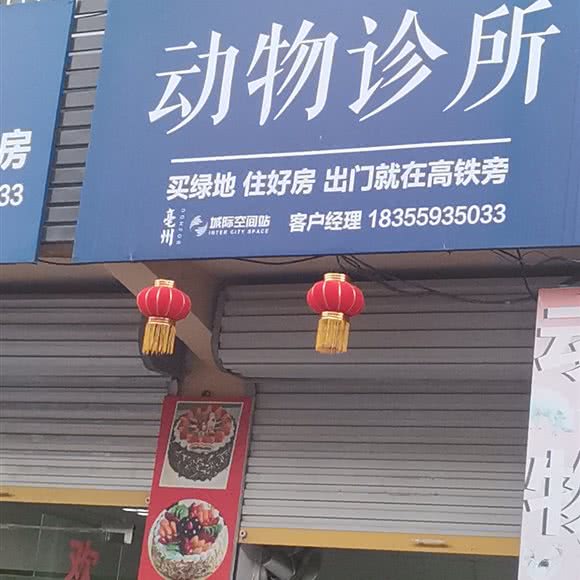 动物诊所
房
买绿地 住好房 出门就在高铁旁
33
亳州 城际空间站 INTER CITY SPACE 客户经理 18355935033
欢